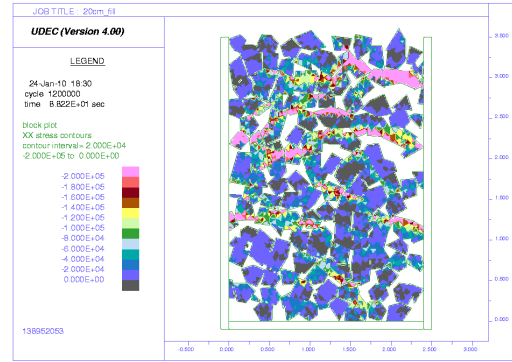 JOB TITLE : 20cm_fill
UDEC (Version 4.00)
LEGEND
24-Jan-10 18:30
cycle 1200000
time 8.822E+01 sec
block plot
XX stress contours
contour interval= 2.000E+04
-2.000E+05 to 0.000E+00
-2.000E+05
-1.800E+05
-1.600E+05
-1.400E+05
-1.200E+05
-1.000E+05
-8.000E+04
-6.000E+04
-4.000E+04
-2.000E+04
0.000E+00
138952053
3.500
3.000
2.500
2.000
1.500
1.000
0.500
0.000
-0.500 0.000 0.500 1.000 1.500 2.000 2.500 3.000